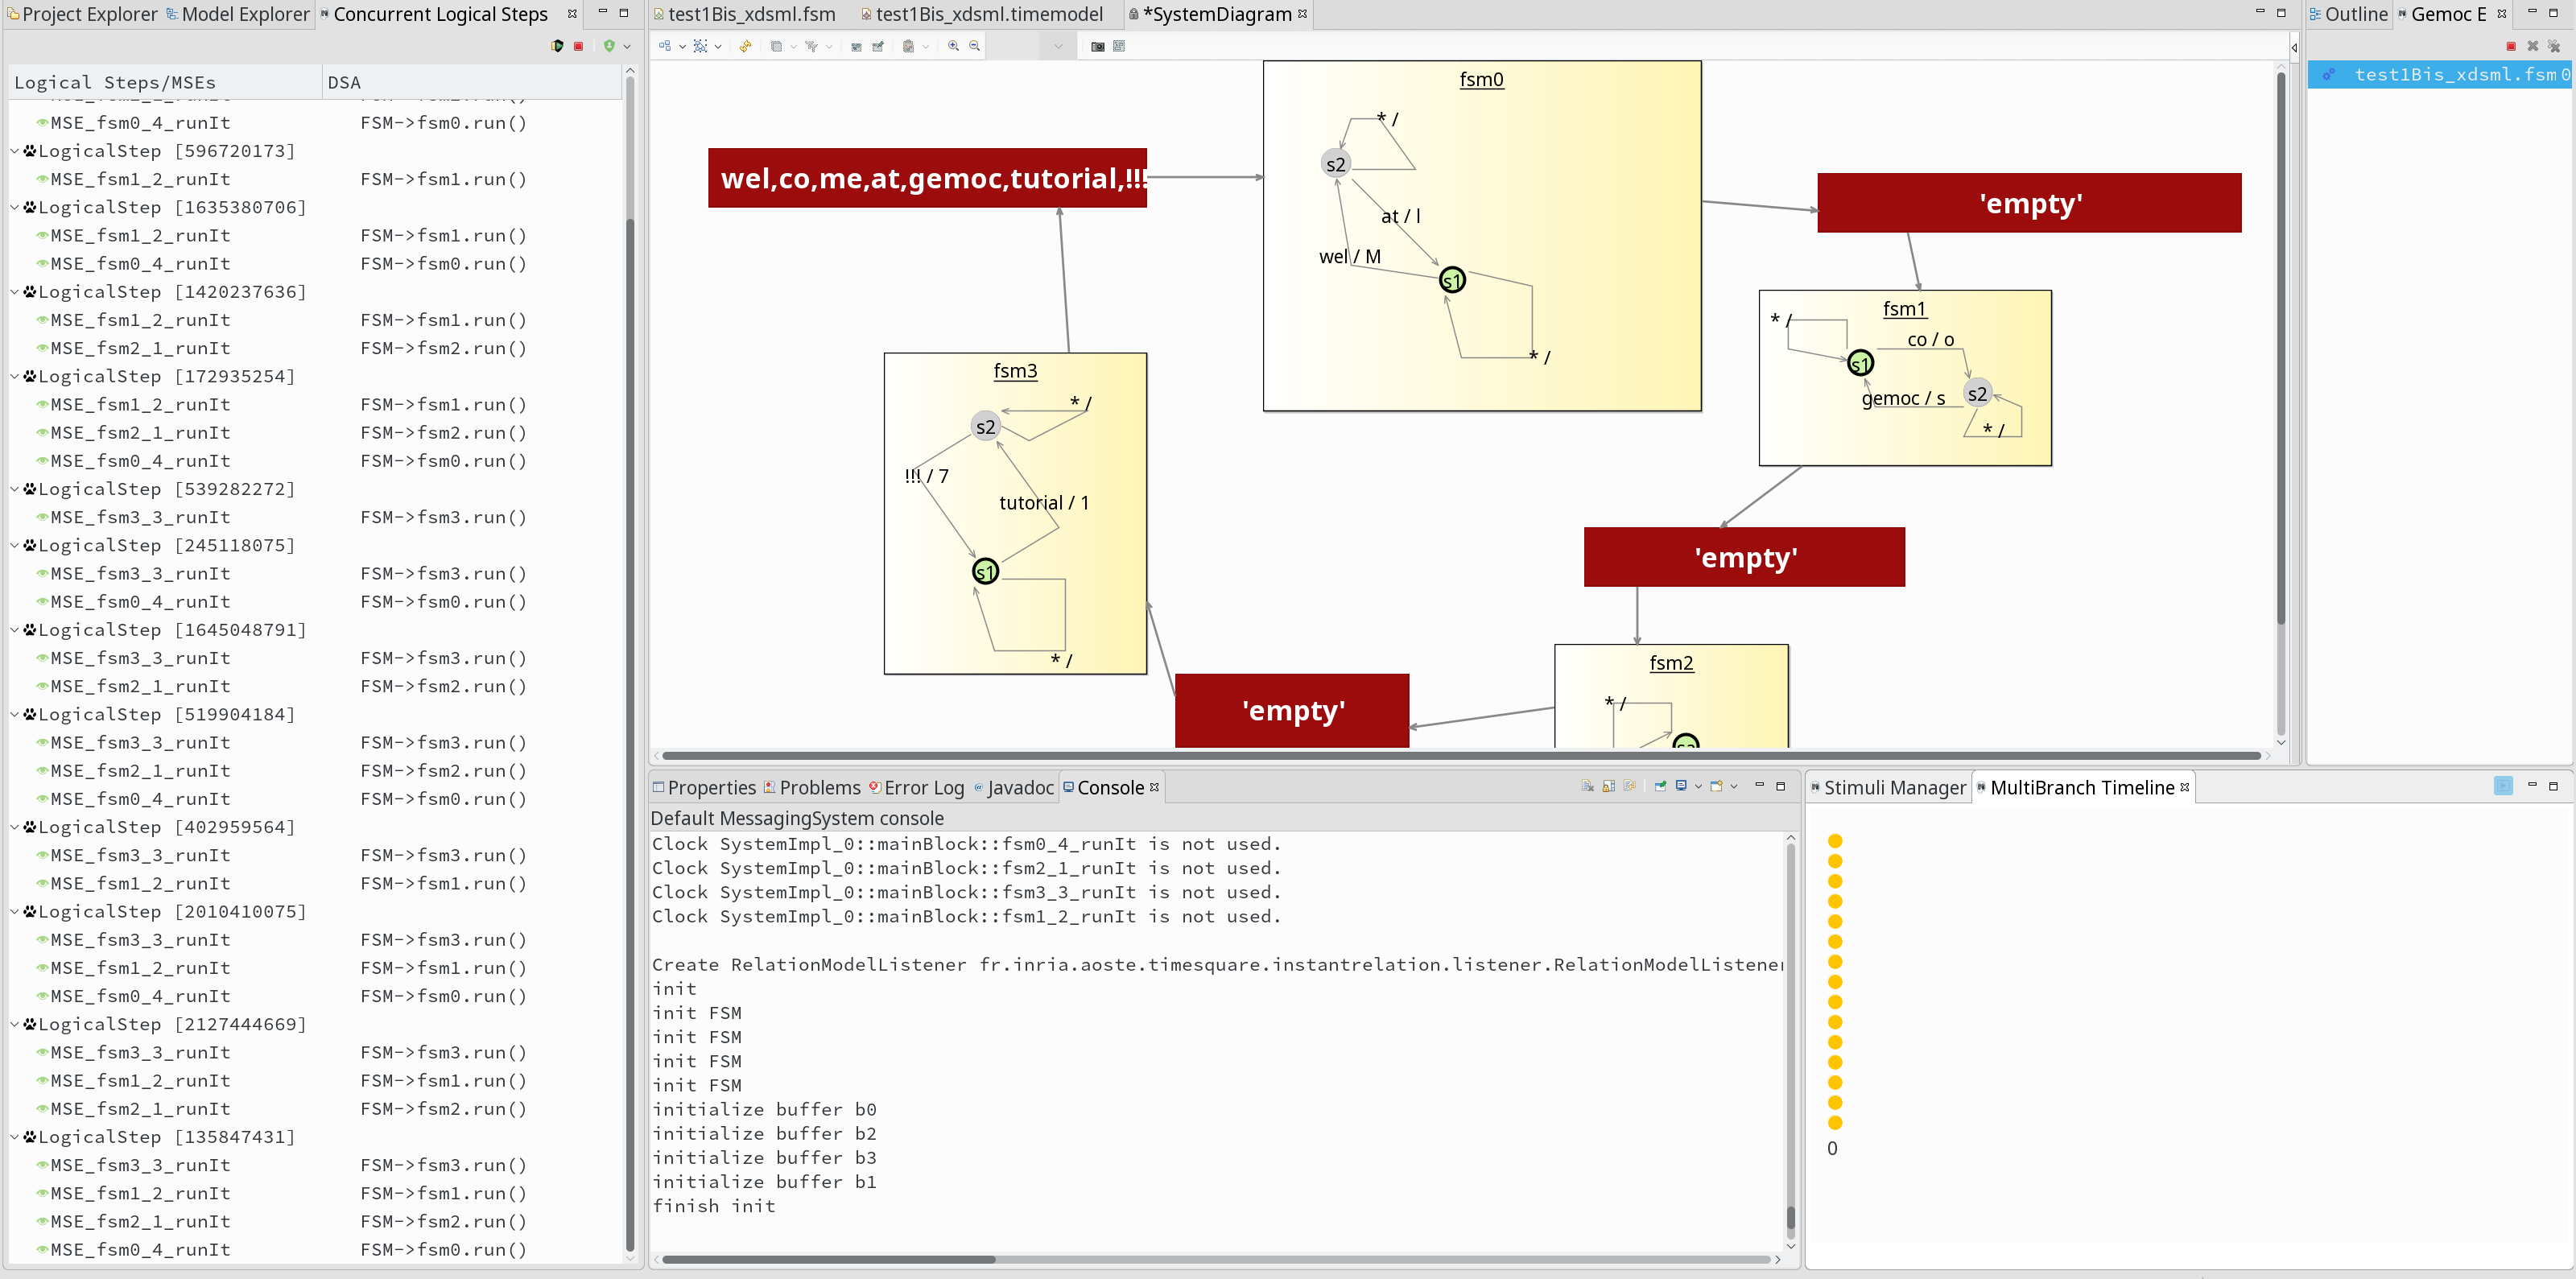 Project Explorer Model Explorer Concurrent Logical Steps
Logical Steps/MSEs DSA
MSE_fsm0_4_runIt FSM->fsm0.run()
LogicalStep [596720173]
MSE_fsm1_2_runIt FSM->fsm1.run()
LogicalStep [1635380706]
MSE_fsm1_2_runIt FSM->fsm1.run()
MSE_fsm0_4_runIt FSM->fsm0.run()
LogicalStep [1420237636]
MSE_fsm1_2_runIt FSM->fsm1.run()
MSE_fsm2_1_runIt FSM->fsm2.run()
LogicalStep [172935254]
MSE_fsm1_2_runIt FSM->fsm1.run()
MSE_fsm2_1_runIt FSM->fsm2.run()
MSE_fsm0_4_runIt FSM->fsm0.run()
LogicalStep [539282272]
MSE_fsm3_3_runIt FSM->fsm3.run()
LogicalStep [245118075]
MSE_fsm3_3_runIt FSM->fsm3.run()
MSE_fsm0_4_runIt FSM->fsm0.run()
LogicalStep [1645048791]
MSE_fsm3_3_runIt FSM->fsm3.run()
MSE_fsm2_1_runIt FSM->fsm2.run()
LogicalStep [519904184]
MSE_fsm3_3_runIt FSM->fsm3.run()
MSE_fsm2_1_runIt FSM->fsm2.run()
MSE_fsm0_4_runIt FSM->fsm0.run()
LogicalStep [402959564]
MSE_fsm3_3_runIt FSM->fsm3.run()
MSE_fsm1_2_runIt FSM->fsm1.run()
LogicalStep [2010410075]
MSE_fsm3_3_runIt FSM->fsm3.run()
MSE_fsm1_2_runIt FSM->fsm1.run()
MSE_fsm0_4_runIt FSM->fsm0.run()
LogicalStep [2127444669]
MSE_fsm3_3_runIt FSM->fsm3.run()
MSE_fsm1_2_runIt FSM->fsm1.run()
MSE_fsm2_1_runIt FSM->fsm2.run()
LogicalStep [135847431]
MSE_fsm3_3_runIt FSM->fsm3.run()
MSE_fsm1_2_runIt FSM->fsm1.run()
MSE_fsm2_1_runIt FSM->fsm2.run()
MSE_fsm0_4_runIt FSM->fsm0.run()
test1Bis_xdsml.fsm test1Bis_xdsml.timemodel *SystemDiagram
fsm0
* /
s2
at / l
wel / M
s1
* /
wel,co,me,at,gemoc,tutorial,!!!
'empty'
fsm1
* /
co / o
s1
s2
gemoc / s
* /
fsm3
* /
s2
!!! / 7
tutorial / 1
s1
* /
'empty'
fsm2
* /
'empty'
Outline Gemoc E
test1Bis_xdsml.fsm 0
Properties Problems Error Log Javadoc Console
Default MessagingSystem console
Clock SystemImpl_0::mainBlock::fsm0_4_runIt is not used.
Clock SystemImpl_0::mainBlock::fsm2_1_runIt is not used.
Clock SystemImpl_0::mainBlock::fsm3_3_runIt is not used.
Clock SystemImpl_0::mainBlock::fsm1_2_runIt is not used.
Create RelationModelListener fr.inria.aoste.timesquare.instantrelation.listener.RelationModelListener
init
init FSM
init FSM
init FSM
init FSM
initialize buffer b0
initialize buffer b2
initialize buffer b3
initialize buffer b1
finish init
Stimuli Manager MultiBranch Timeline
0